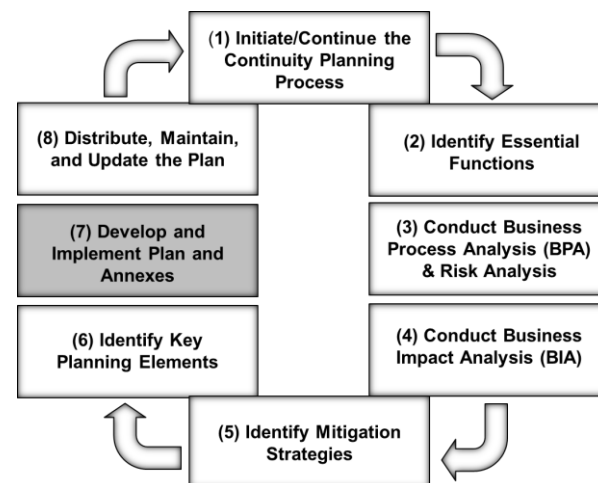 (1) Initiate/Continue the
Continuity Planning
Process
(2) Identify Essential
Functions
(3) Conduct Business
Process Analysis (BPA)
& Risk Analysis
(4) Conduct Business
Impact Analysis (BIA)
(5) Identify Mitigation
Strategies
(6) Identify Key
Planning Elements
(7) Develop and
Implement Plan and
Annexes
(8) Distribute, Maintain,
and Update the Plan